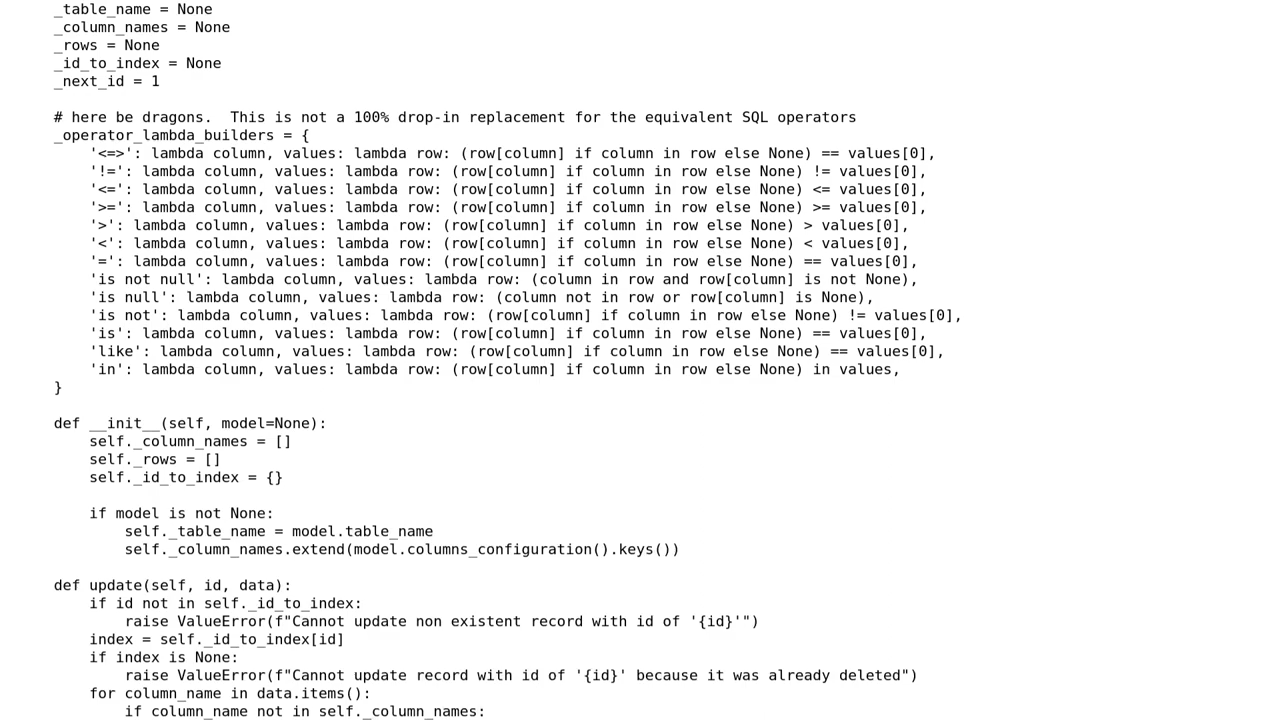 _table_name = None
_column_names = None
_rows = None
_id_to_index = None
_next_id = 1

# here be dragons.  This is not a 100% drop-in replacement for the equivalent SQL operators
_operator_lambda_builders = {
    '<=>': lambda column, values: lambda row: (row[column] if column in row else None) == values[0],
    '!=': lambda column, values: lambda row: (row[column] if column in row else None) != values[0],
    '<=': lambda column, values: lambda row: (row[column] if column in row else None) <= values[0],
    '>=': lambda column, values: lambda row: (row[column] if column in row else None) >= values[0],
    '>': lambda column, values: lambda row: (row[column] if column in row else None) > values[0],
    '<': lambda column, values: lambda row: (row[column] if column in row else None) < values[0],
    '=': lambda column, values: lambda row: (row[column] if column in row else None) == values[0],
    'is not null': lambda column, values: lambda row: (column in row and row[column] is not None),
    'is null': lambda column, values: lambda row: (column not in row or row[column] is None),
    'is not': lambda column, values: lambda row: (row[column] if column in row else None) != values[0],
    'is': lambda column, values: lambda row: (row[column] if column in row else None) == values[0],
    'like': lambda column, values: lambda row: (row[column] if column in row else None) == values[0],
    'in': lambda column, values: lambda row: (row[column] if column in row else None) in values,
}

def __init__(self, model=None):
    self._column_names = []
    self._rows = []
    self._id_to_index = {}

    if model is not None:
        self._table_name = model.table_name
        self._column_names.extend(model.columns_configuration().keys())

def update(self, id, data):
    if id not in self._id_to_index:
        raise ValueError(f"Cannot update non existent record with id of '{id}'")
    index = self._id_to_index[id]
    if index is None:
        raise ValueError(f"Cannot update record with id of '{id}' because it was already deleted")
    for column_name in data.items():
        if column_name not in self._column_names: